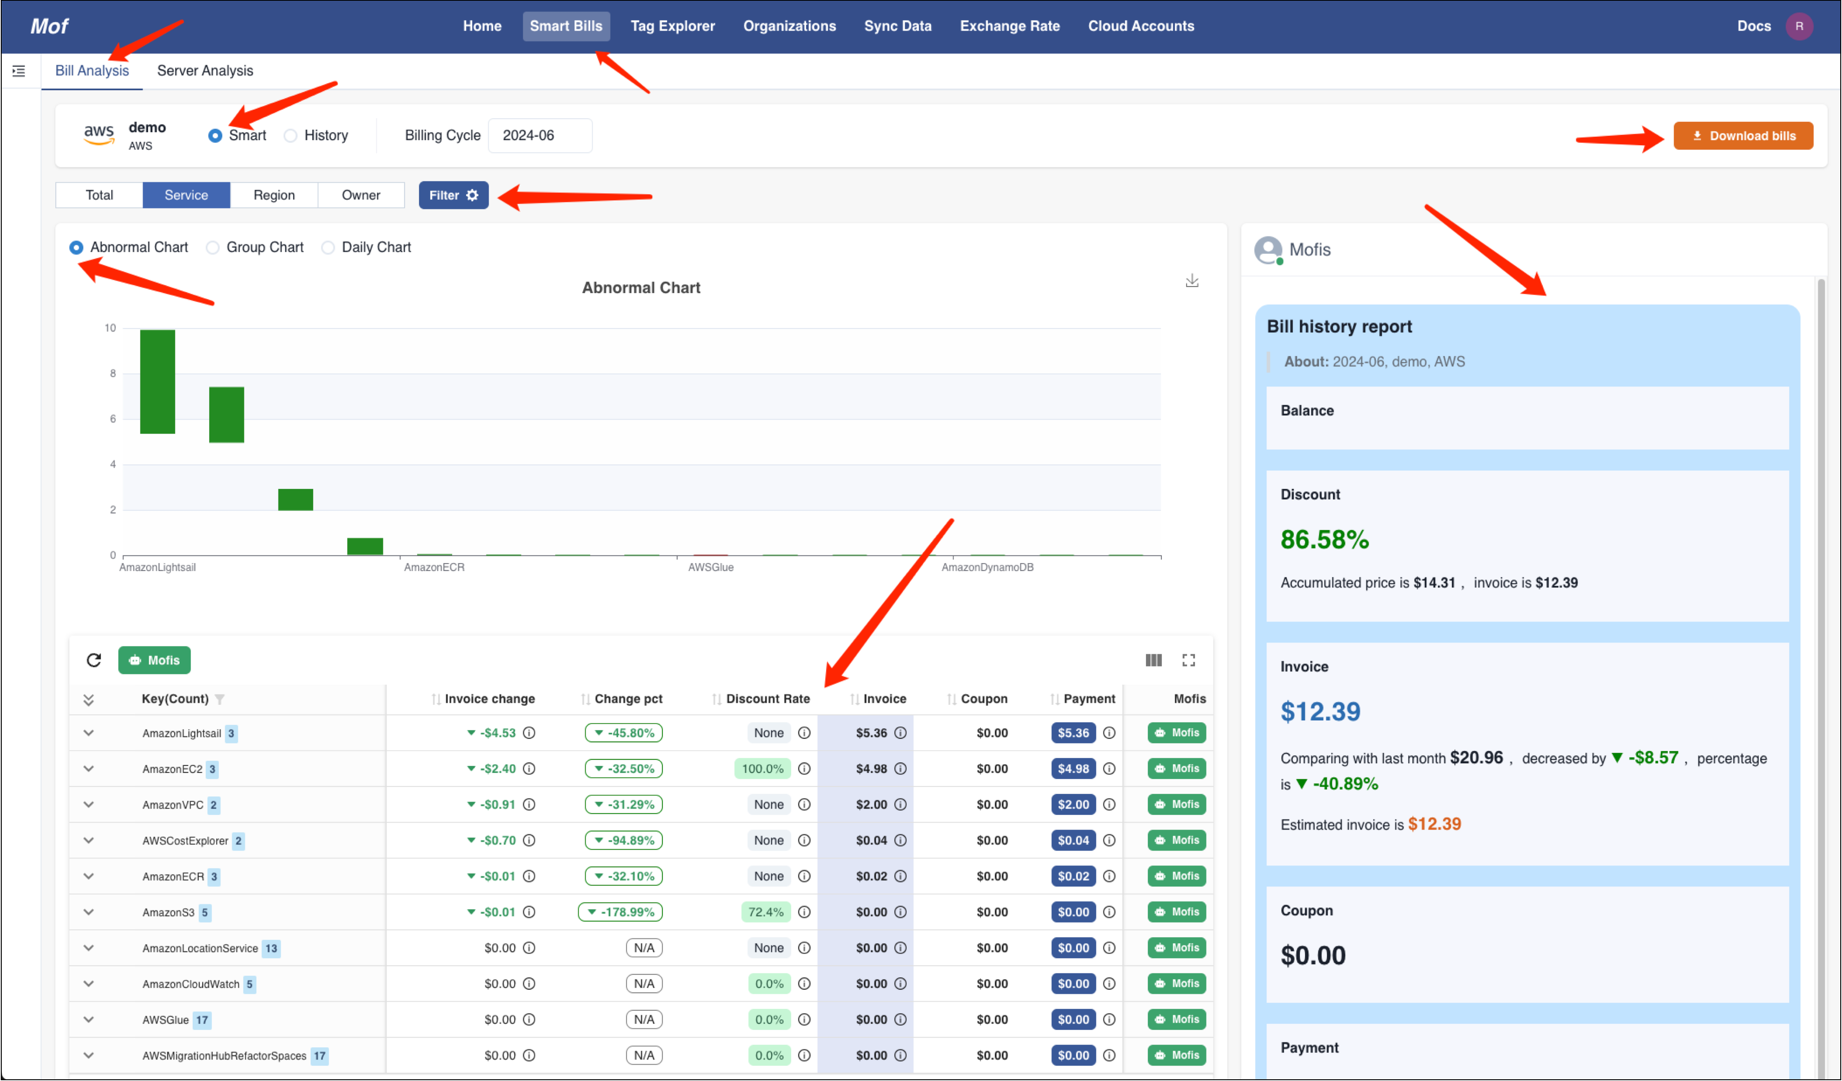 Mof
Home
Smart Bills
Tag Explorer
Organizations
Sync Data
Exchange Rate
Cloud Accounts
Docs
R
Bill Analysis
Server Analysis
aws
demo
AWS
Smart
History
Billing Cycle
2024-06
Download bills
Total
Service
Region
Owner
Filter
Abnormal Chart
Group Chart
Daily Chart
Abnormal Chart
10
8
6
4
2
0
AmazonLightsail
AmazonECR
AWSGlue
AmazonDynamoDB
Mofis
Key(Count) Invoice change Change pct Discount Rate Invoice Coupon Payment Mofis
AmazonLightsail 3 -$4.53 -45.80% None $5.36 $0.00 $5.36 Mofis
AmazonEC2 3 -$2.40 -32.50% 100.0% $4.98 $0.00 $4.98 Mofis
AmazonVPC 2 -$0.91 -31.29% None $2.00 $0.00 $2.00 Mofis
AWSCostExplorer 2 -$0.70 -94.89% None $0.04 $0.00 $0.04 Mofis
AmazonECR 3 -$0.01 -32.10% None $0.02 $0.00 $0.02 Mofis
AmazonS3 5 -$0.01 -178.99% 72.4% $0.00 $0.00 $0.00 Mofis
AmazonLocationService 13 $0.00 N/A None $0.00 $0.00 $0.00 Mofis
AmazonCloudWatch 5 $0.00 N/A 0.0% $0.00 $0.00 $0.00 Mofis
AWSGlue 17 $0.00 N/A 0.0% $0.00 $0.00 $0.00 Mofis
AWSMigrationHubRefactorSpaces 17 $0.00 N/A 0.0% $0.00 $0.00 $0.00 Mofis
Mofis
Bill history report
About: 2024-06, demo, AWS
Balance
Discount
86.58%
Accumulated price is $14.31 , invoice is $12.39
Invoice
$12.39
Comparing with last month $20.96 , decreased by ▼ -$8.57 , percentage
is ▼ -40.89%
Estimated invoice is $12.39
Coupon
$0.00
Payment